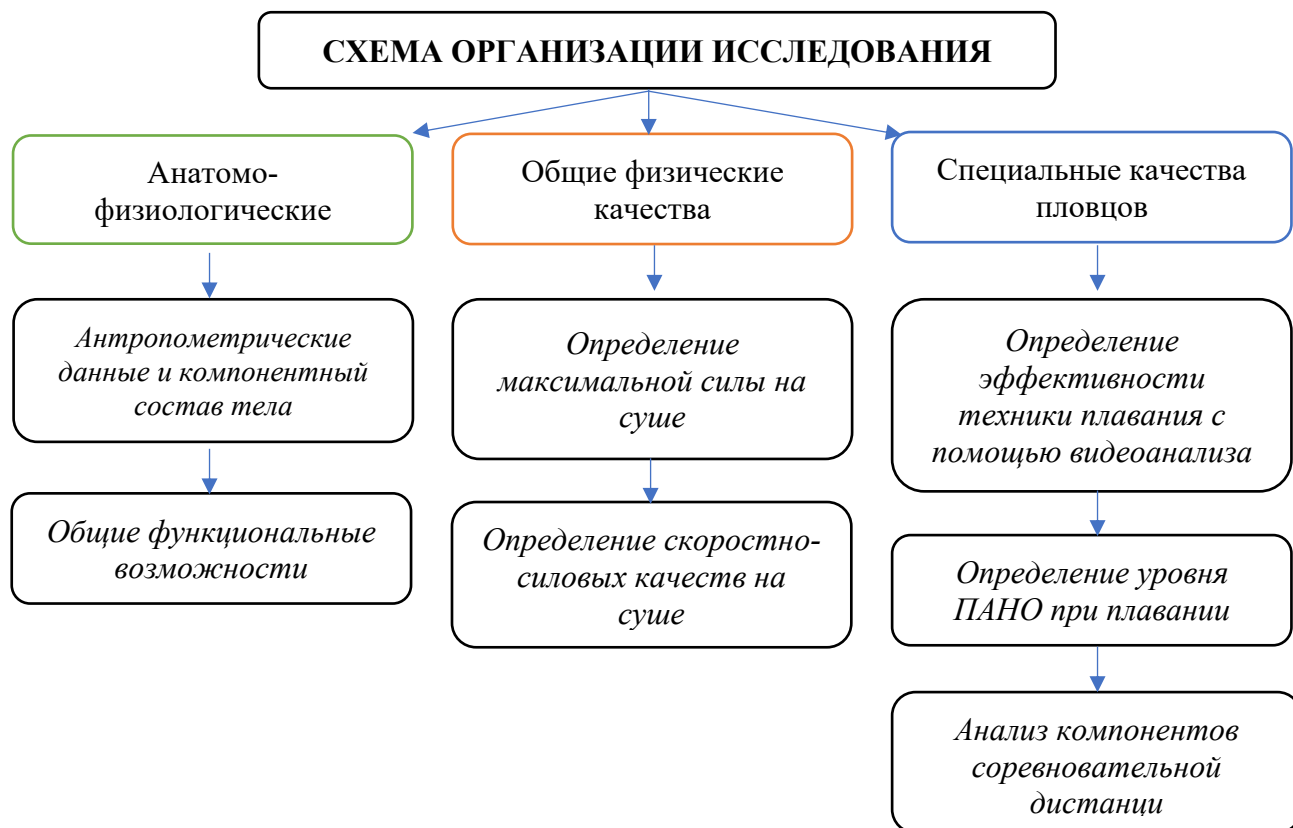 СХЕМА ОРГАНИЗАЦИИ ИССЛЕДОВАНИЯ
Анатомо-
физиологические
Общие физические
качества
Специальные качества
пловцов
Антропометрические
данные и компонентный
состав тела
Определение
максимальной силы на
суше
Определение
эффективности
техники плавания с
помощью видеоанализа
Общие функциональные
возможности
Определение скоростно-
силовых качеств на
суше
Определение уровня
ПАНО при плавании
Анализ компонентов
соревновательной
дистанци